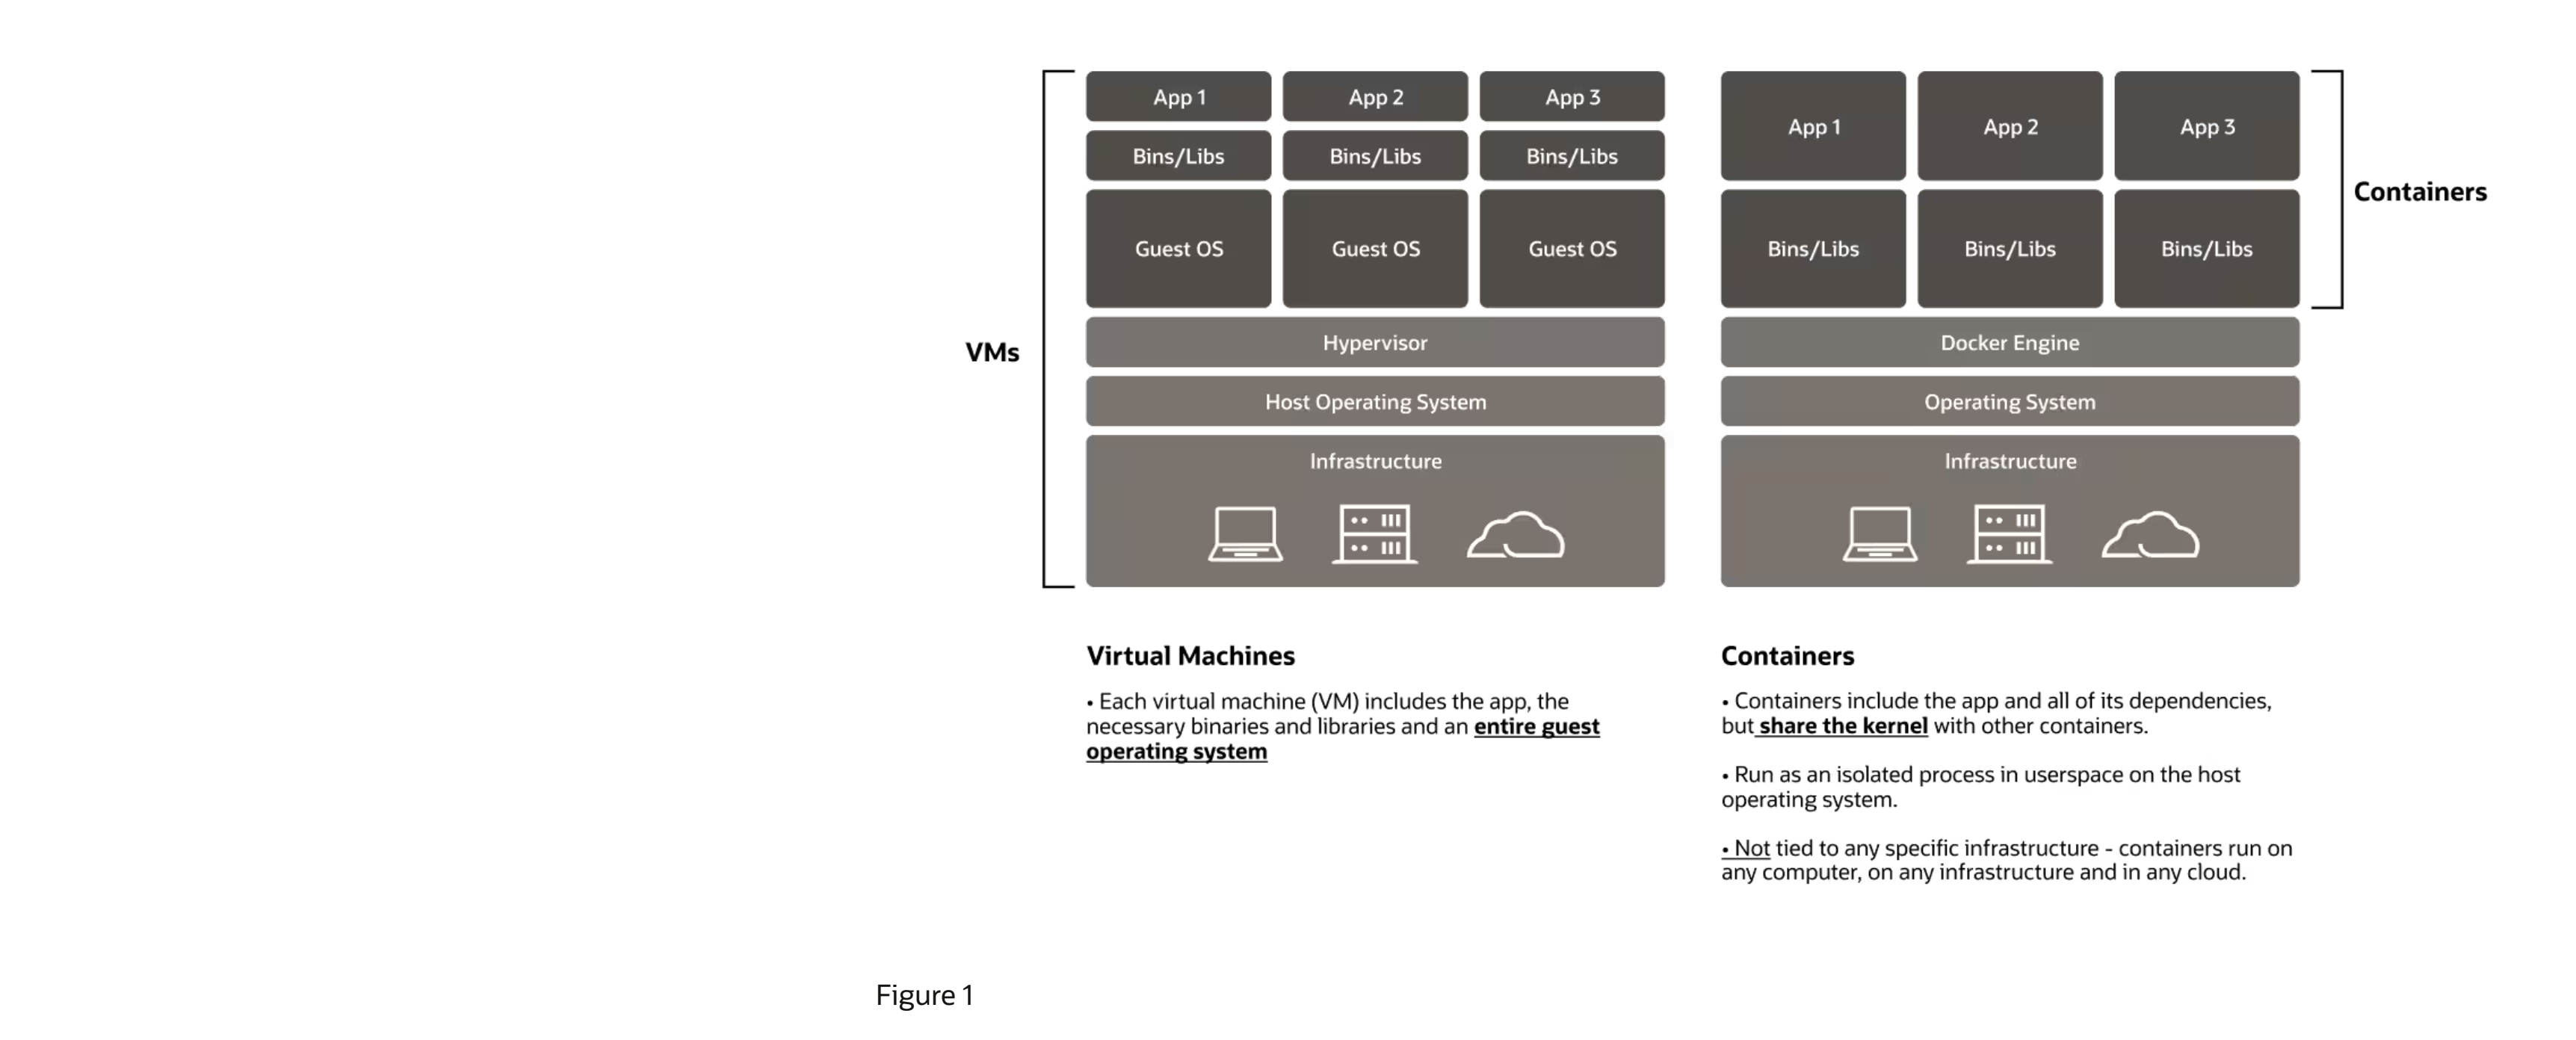 VMs
App 1
App 2
App 3
Bins/Libs
Bins/Libs
Bins/Libs
Guest OS
Guest OS
Guest OS
Hypervisor
Host Operating System
Infrastructure
App 1
App 2
App 3
Bins/Libs
Bins/Libs
Bins/Libs
Docker Engine
Operating System
Infrastructure
Containers
Virtual Machines
• Each virtual machine (VM) includes the app, the
necessary binaries and libraries and an entire guest
operating system
Containers
• Containers include the app and all of its dependencies,
but share the kernel with other containers.
• Run as an isolated process in userspace on the host
operating system.
• Not tied to any specific infrastructure - containers run on
any computer, on any infrastructure and in any cloud.
Figure 1